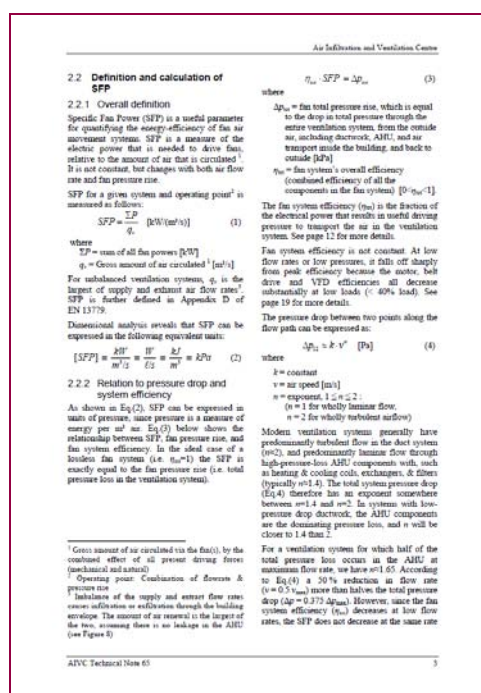 Air Infiltration and Ventilation Centre
2.2 Definition and calculation of
SFP
2.2.1 Overall definition
Specific Fan Power (SFP) is a useful parameter
for quantifying the energy-efficiency of fan air
movement systems. SFP is a measure of the
electric power that is needed to drive fans,
relative to the amount of air that is circulated ¹.
It is not constant, but changes with both air flow
rate and fan pressure rise.
SFP for a given system and operating point² is
measured as follows:
SFP = ΣP / qᵥ [kW/(m³/s)] (1)
where
ΣP = sum of all fan powers [kW]
qᵥ = Gross amount of air circulated ¹ [m³/s]
For unbalanced ventilation systems, qᵥ is the
largest of supply and exhaust air flow rates³.
SFP is further defined in Appendix D of
EN 13779.
Dimensional analysis reveals that SFP can be
expressed in the following equivalent units:
[SFP] ≡ kW / m³/s ≡ W / l/s ≡ kJ / m³ ≡ kPa (2)
2.2.2 Relation to pressure drop and
system efficiency
As shown in Eq.(2), SFP can be expressed in
units of pressure, since pressure is a measure of
energy per m³ air. Eq.(3) below shows the
relationship between SFP, fan pressure rise, and
fan system efficiency. In the ideal case of a
lossless fan system (i.e. ηtot=1) the SFP is
exactly equal to the fan pressure rise (i.e. total
pressure loss in the ventilation system).
¹ Gross amount of air circulated via the fan(s), by the
combined effect of all present driving forces
(mechanical and natural)
² Operating point: Combination of flowrate &
pressure rise
³ Imbalance of the supply and extract flow rates
causes infiltration or exfiltration through the building
envelope. The amount of air renewal is the largest of
the two, assuming there is no leakage in the AHU
(see Figure 8)
ηtot · SFP = Δptot (3)
where
Δptot = fan total pressure rise, which is equal
to the drop in total pressure through the
entire ventilation system, from the outside
air, including ductwork, AHU, and air
transport inside the building, and back to
outside [kPa]
ηtot = fan system's overall efficiency
(combined efficiency of all the
components in the fan system) [0<ηtot<1].
The fan system efficiency (ηtot) is the fraction of
the electrical power that results in useful driving
pressure to transport the air in the ventilation
system. See page 12 for more details.
Fan system efficiency is not constant. At low
flow rates or low pressures, it falls off sharply
from peak efficiency because the motor, belt
drive and VFD efficiencies all decrease
substantially at low loads (< 40% load). See
page 19 for more details.
The pressure drop between two points along the
flow path can be expressed as:
Δp₁₂ ≈ k · vⁿ [Pa] (4)
where
k = constant
v = air speed [m/s]
n = exponent, 1 ≤ n ≤ 2 :
(n = 1 for wholly laminar flow,
n = 2 for wholly turbulent airflow)
Modern ventilation systems generally have
predominantly turbulent flow in the duct system
(n≈2), and predominantly laminar flow through
high-pressure-loss AHU components with, such
as heating & cooling coils, exchangers, & filters
(typically n≈1.4). The total system pressure drop
(Eq.4) therefore has an exponent somewhere
between n=1.4 and n=2. In systems with low-
pressure drop ductwork, the AHU components
are the dominating pressure loss, and n will be
closer to 1.4 than 2.
For a ventilation system for which half of the
total pressure loss occurs in the AHU at
maximum flow rate, we have n≈1.65. According
to Eq.(4) a 50 % reduction in flow rate
(v = 0.5 vmax) more than halves the total pressure
drop (Δp = 0.375 Δpmax). However, since the fan
system efficiency (ηtot) decreases at low flow
rates, the SFP does not decrease at the same rate
AIVC Technical Note 65
3